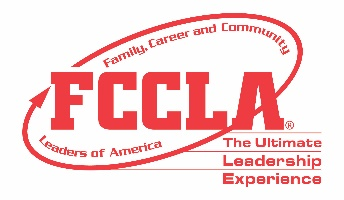 Family, Career and Community
FCCLA®
Leaders of America
The Ultimate
Leadership
Experience